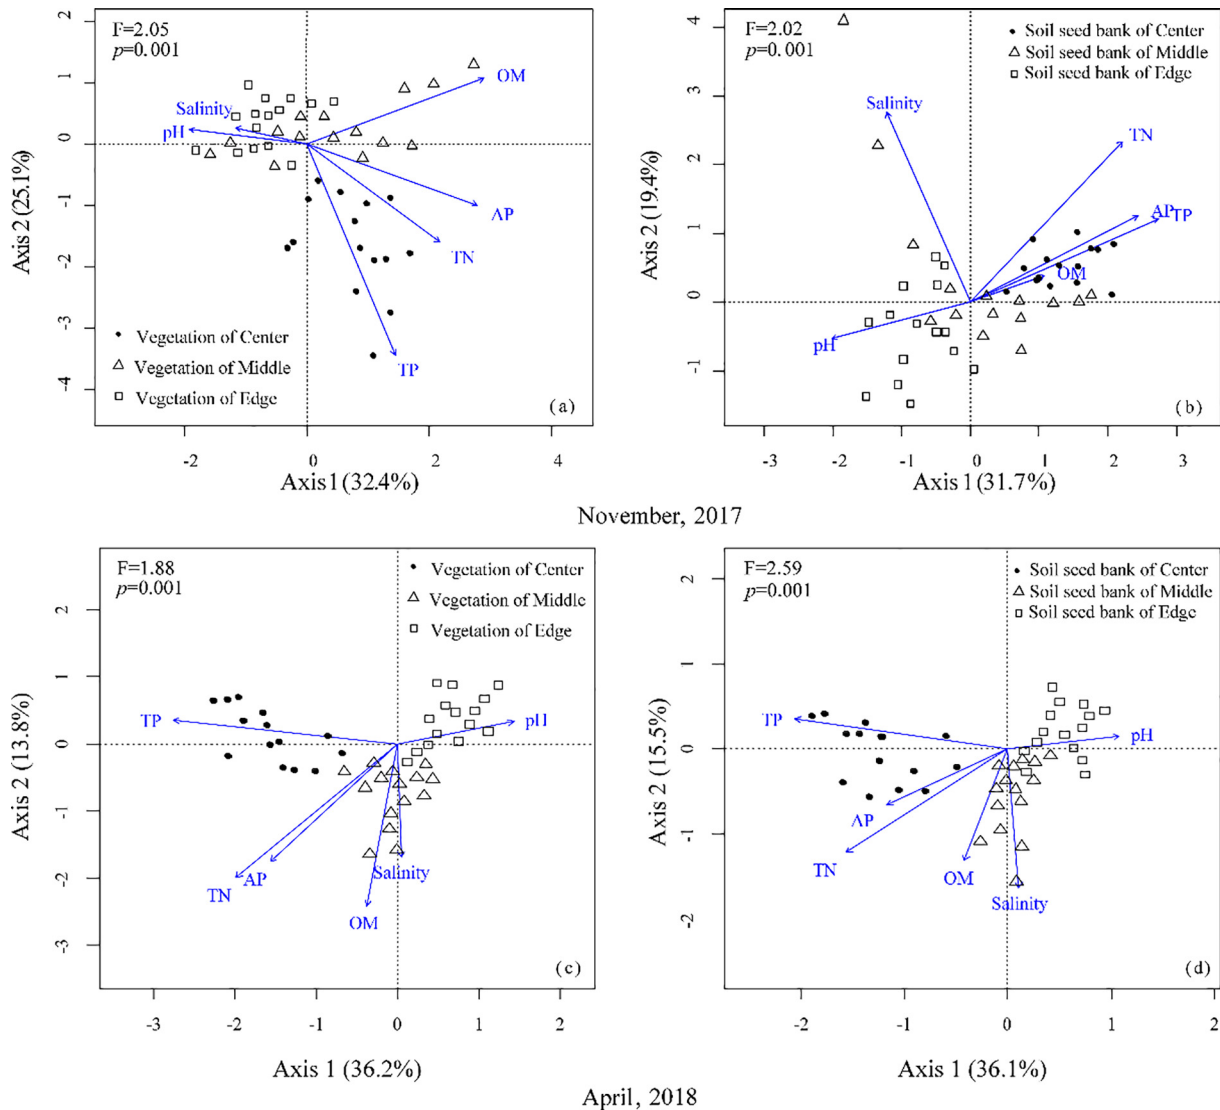 F=2.05
p=0.001
OM
Salinity
pH
AP
TN
TP
Vegetation of Center
Vegetation of Middle
Vegetation of Edge
(a)
2
1
0
-1
-2
-3
-4
Axis 2 (25.1%)
-2
0
2
4
Axis1 (32.4%)
F=2.02
p=0.001
Soil seed bank of Center
Soil seed bank of Middle
Soil seed bank of Edge
Salinity
TN
AP
TP
OM
pH
(b)
4
3
2
1
0
-1
Axis 2 (19.4%)
-3
-2
-1
0
1
2
3
Axis 1 (31.7%)
November, 2017
F=1.88
p=0.001
Vegetation of Center
Vegetation of Middle
Vegetation of Edge
TP
pH
TN
AP
Salinity
OM
(c)
2
1
0
-1
-2
-3
Axis 2 (13.8%)
-3
-2
-1
0
1
2
Axis 1 (36.2%)
F=2.59
p=0.001
Soil seed bank of Center
Soil seed bank of Middle
Soil seed bank of Edge
TP
pH
AP
TN
OM
Salinity
(d)
2
1
0
-1
-2
Axis 2 (15.5%)
-2
-1
0
1
2
Axis 1 (36.1%)
April, 2018